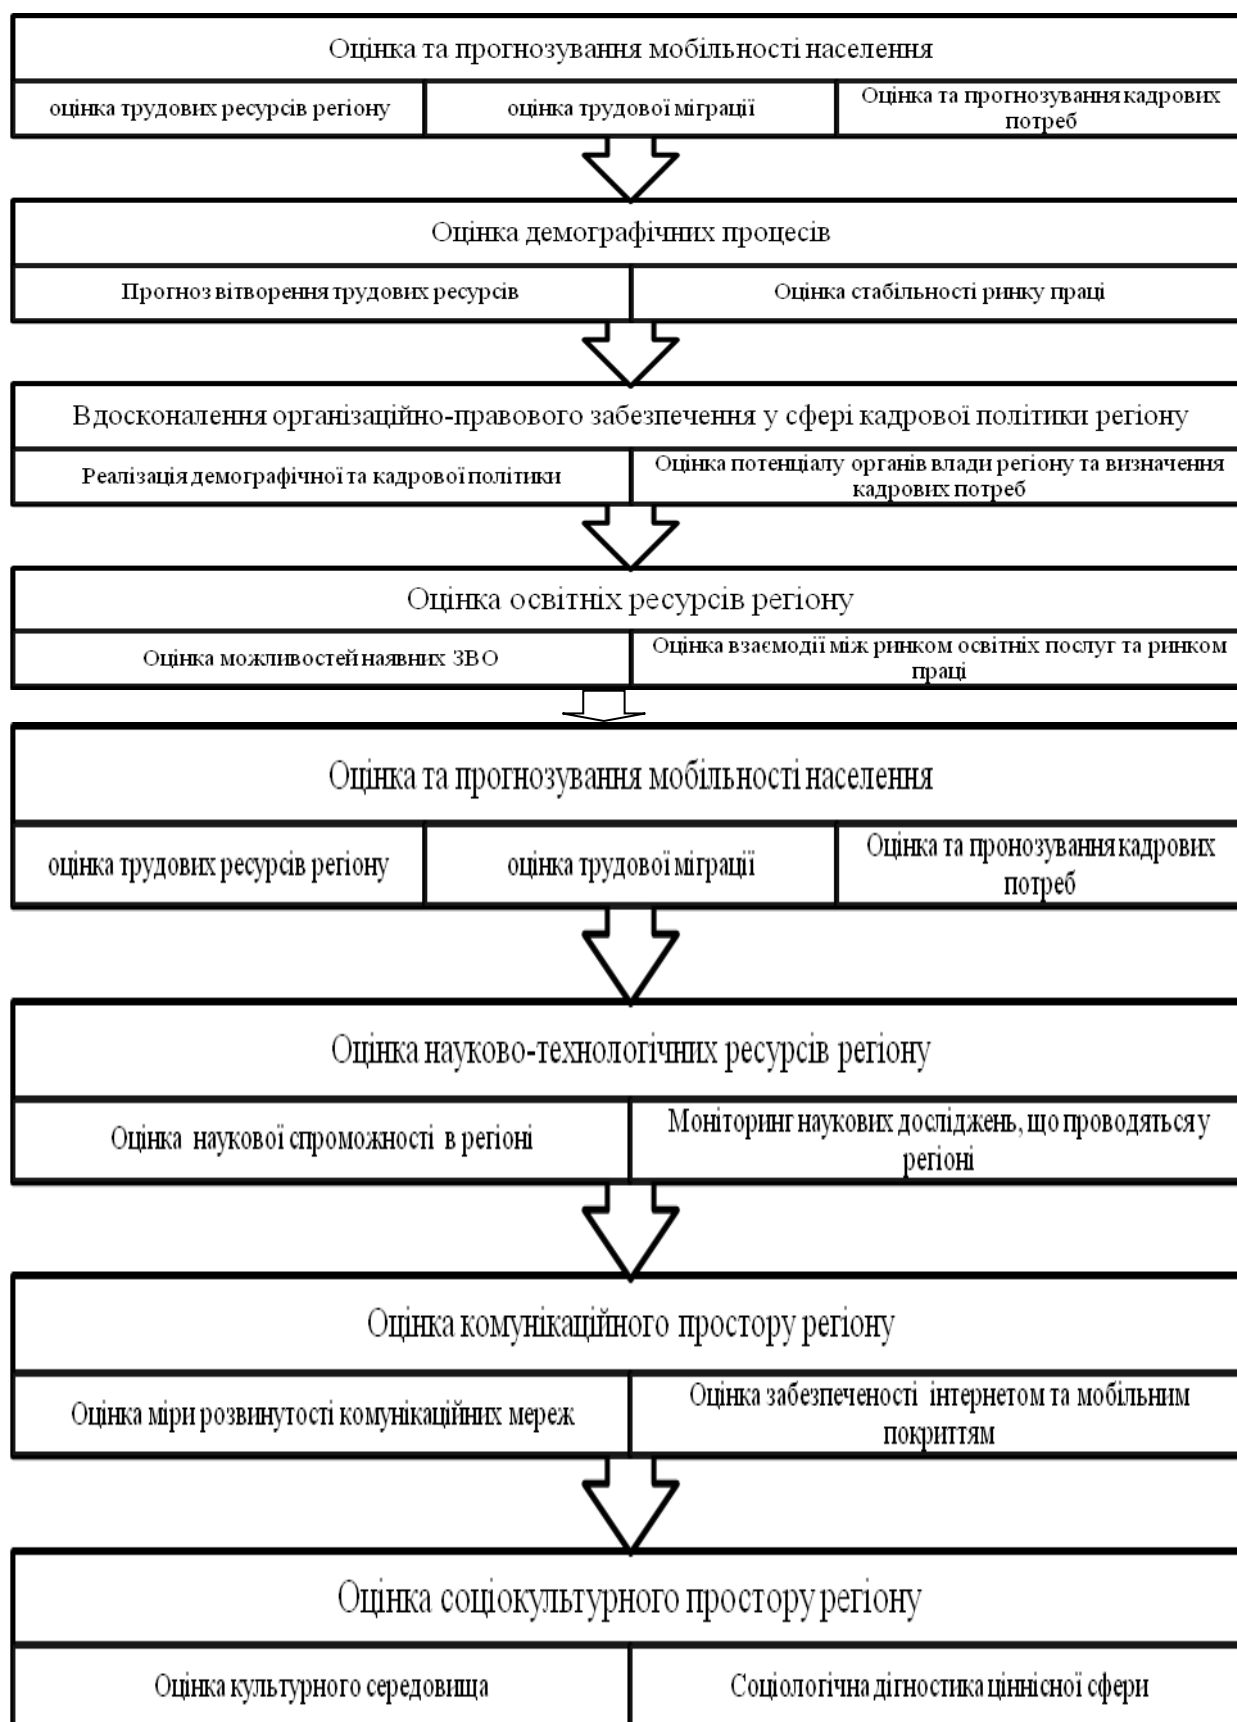 Оцінка та прогнозування мобільності населення
оцінка трудових ресурсів регіону
оцінка трудової міграції
Оцінка та прогнозування кадрових
потреб
Оцінка демографічних процесів
Прогноз вітворення трудових ресурсів
Оцінка стабільності ринку праці
Вдосконалення організаційно-правового забезпечення у сфері кадрової політики регіону
Реалізація демографічної та кадрової політики
Оцінка потенціалу органів влади регіону та визначення
кадрових потреб
Оцінка освітніх ресурсів регіону
Оцінка можливостей наявних ЗВО
Оцінка взаємодії між ринком освітніх послуг та ринком
праці
Оцінка та прогнозування мобільності населення
оцінка трудових ресурсів регіону
оцінка трудової міграції
Оцінка та пронозування кадрових
потреб
Оцінка науково-технологічних ресурсів регіону
Оцінка наукової спроможності в регіоні
Моніторинг наукових досліджень, що проводяться у
регіоні
Оцінка комунікаційного простору регіону
Оцінка міри розвинутості комунікаційних мереж
Оцінка забезпеченості інтернетом та мобільним
покриттям
Оцінка соціокультурного простору регіону
Оцінка культурного середовища
Соціологічна дігностика ціннісної сфери